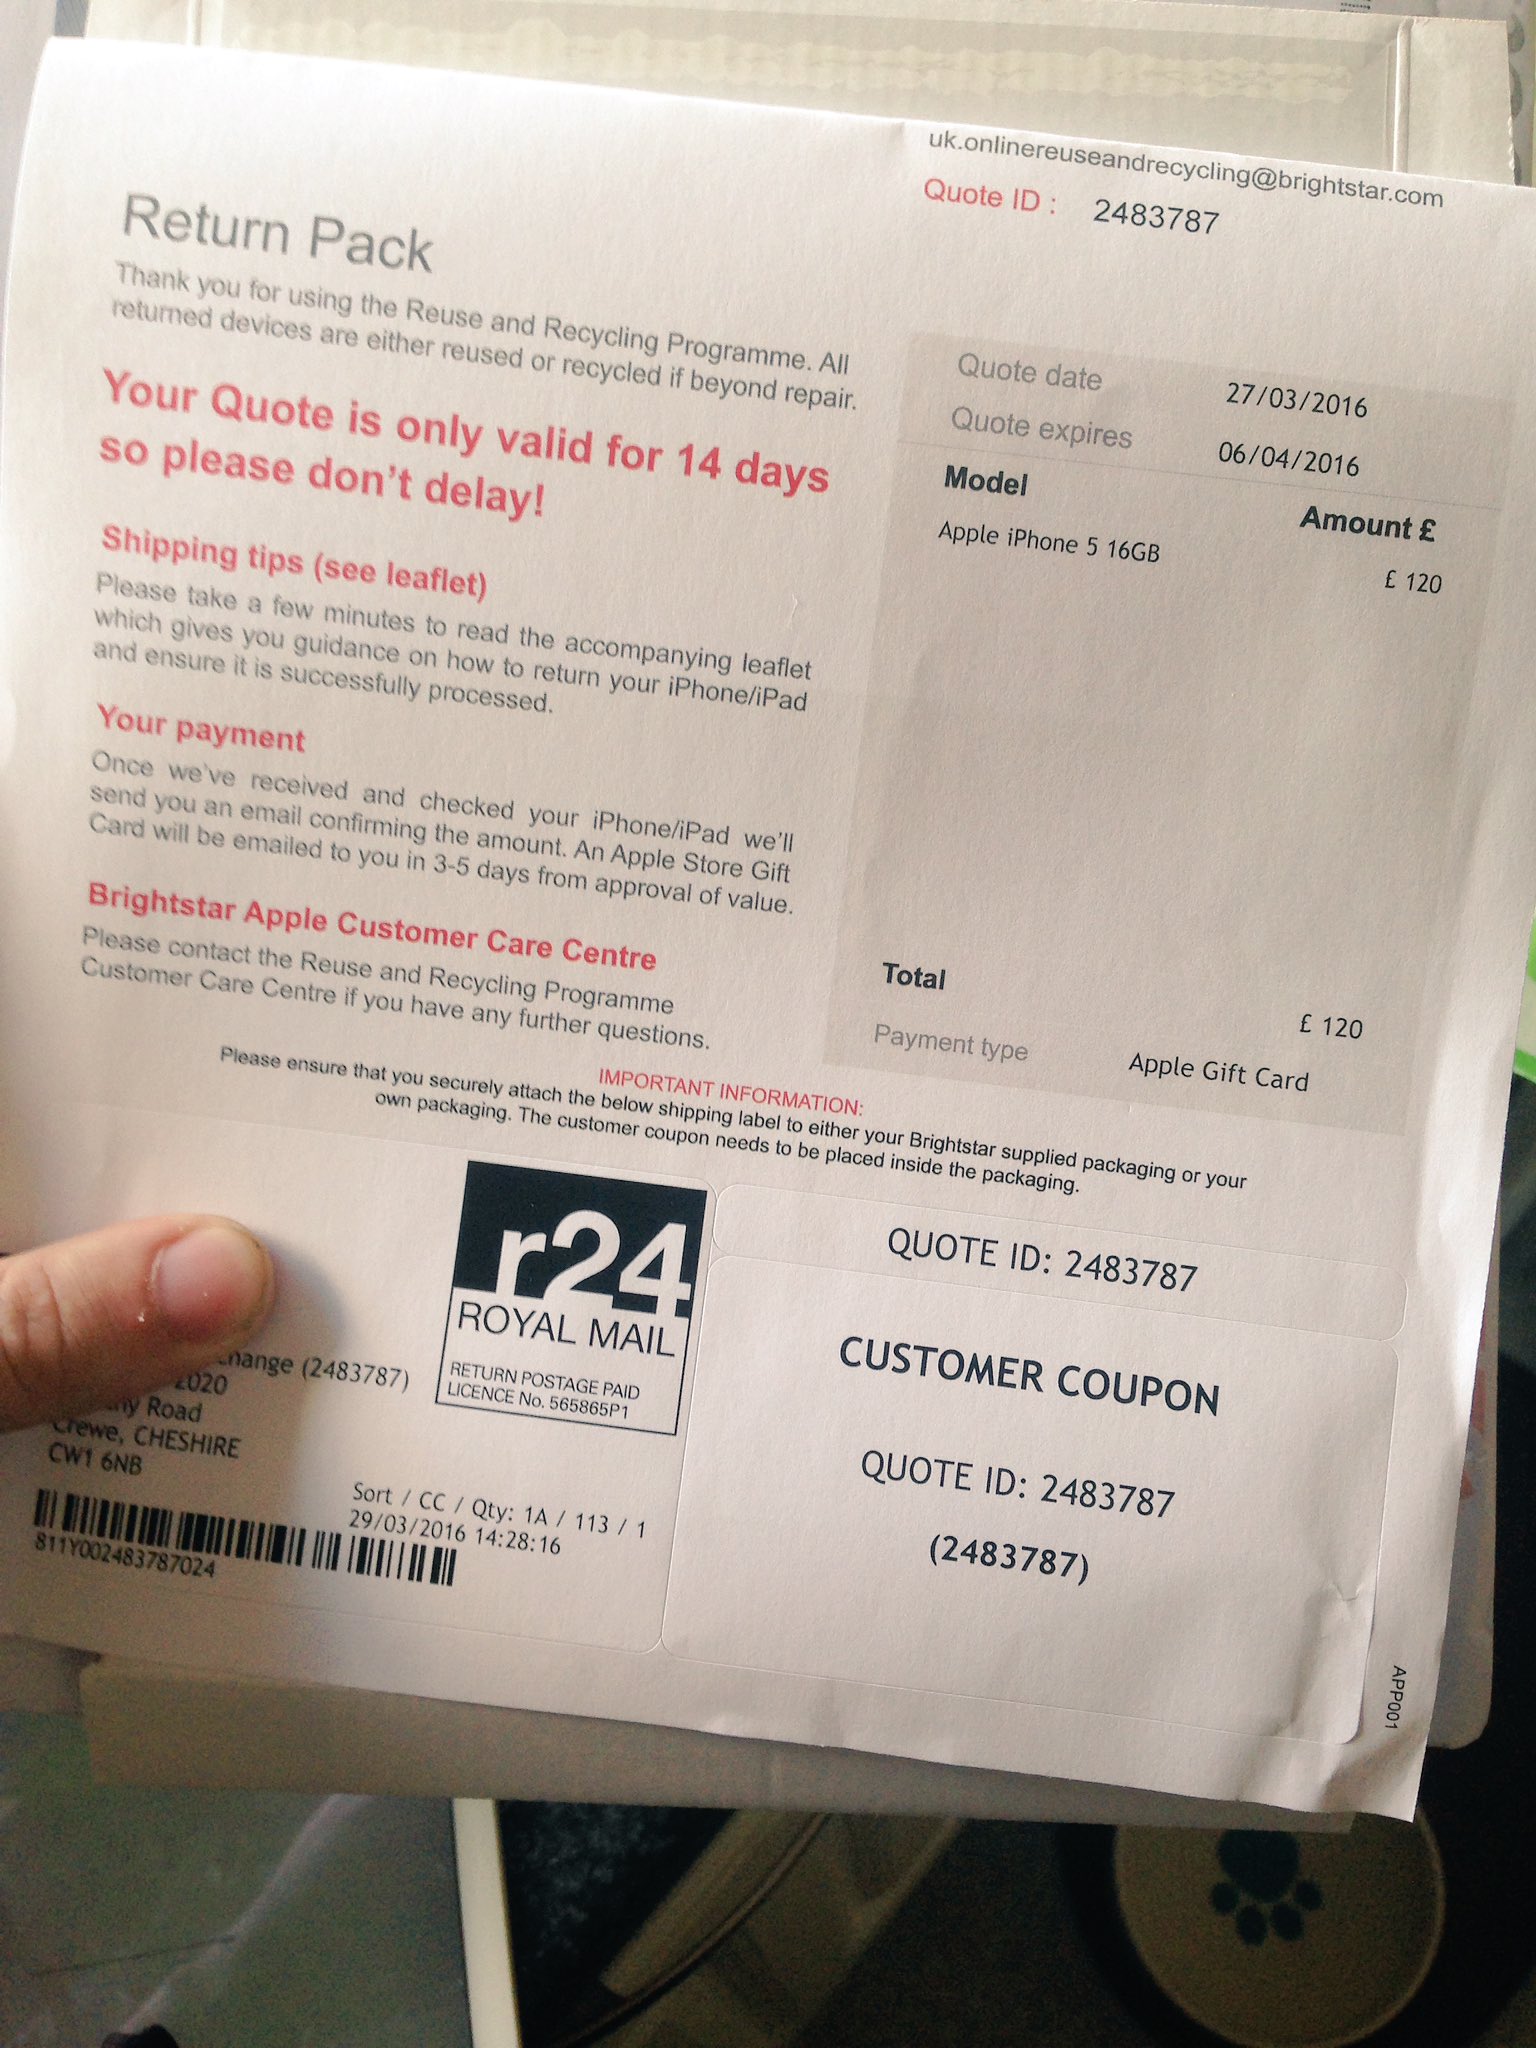 uk.onlinereuseandrecycling@brightstar.com
Quote ID : 2483787
Return Pack
Thank you for using the Reuse and Recycling Programme. All
returned devices are either reused or recycled if beyond repair.
Your Quote is only valid for 14 days
so please don't delay!
Shipping tips (see leaflet)
Please take a few minutes to read the accompanying leaflet
which gives you guidance on how to return your iPhone/iPad
and ensure it is successfully processed.
Your payment
Once we've received and checked your iPhone/iPad we'll
send you an email confirming the amount. An Apple Store Gift
Card will be emailed to you in 3-5 days from approval of value.
Brightstar Apple Customer Care Centre
Please contact the Reuse and Recycling Programme
Customer Care Centre if you have any further questions.
Quote date 27/03/2016
Quote expires 06/04/2016
Model Amount £
Apple iPhone 5 16GB £ 120
Total £ 120
Payment type Apple Gift Card
IMPORTANT INFORMATION:
Please ensure that you securely attach the below shipping label to either your Brightstar supplied packaging or your
own packaging. The customer coupon needs to be placed inside the packaging.
r24
ROYAL MAIL
RETURN POSTAGE PAID
LICENCE No. 565865P1
(2483787)
2020
Road
Crewe, CHESHIRE
CW1 6NB
Sort / CC / Qty: 1A / 113 / 1
29/03/2016 14:28:16
811Y002483787024
QUOTE ID: 2483787
CUSTOMER COUPON
QUOTE ID: 2483787
(2483787)
APP001